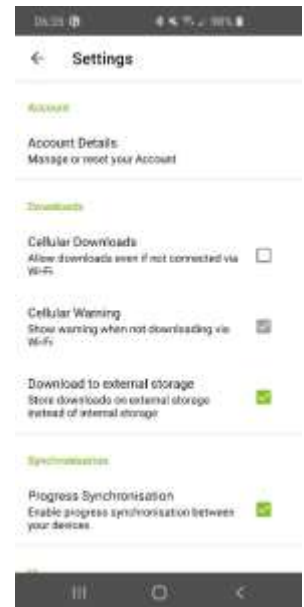 Settings
Account
Account Details
Manage or reset your Account
Downloads
Cellular Downloads
Allow downloads even if not connected via
Wi-Fi
Cellular Warning
Show warning when not downloading via
Wi-Fi
Download to external storage
Store downloads on external storage
instead of internal storage
Synchronisation
Progress Synchronisation
Enable progress synchronisation between
your devices